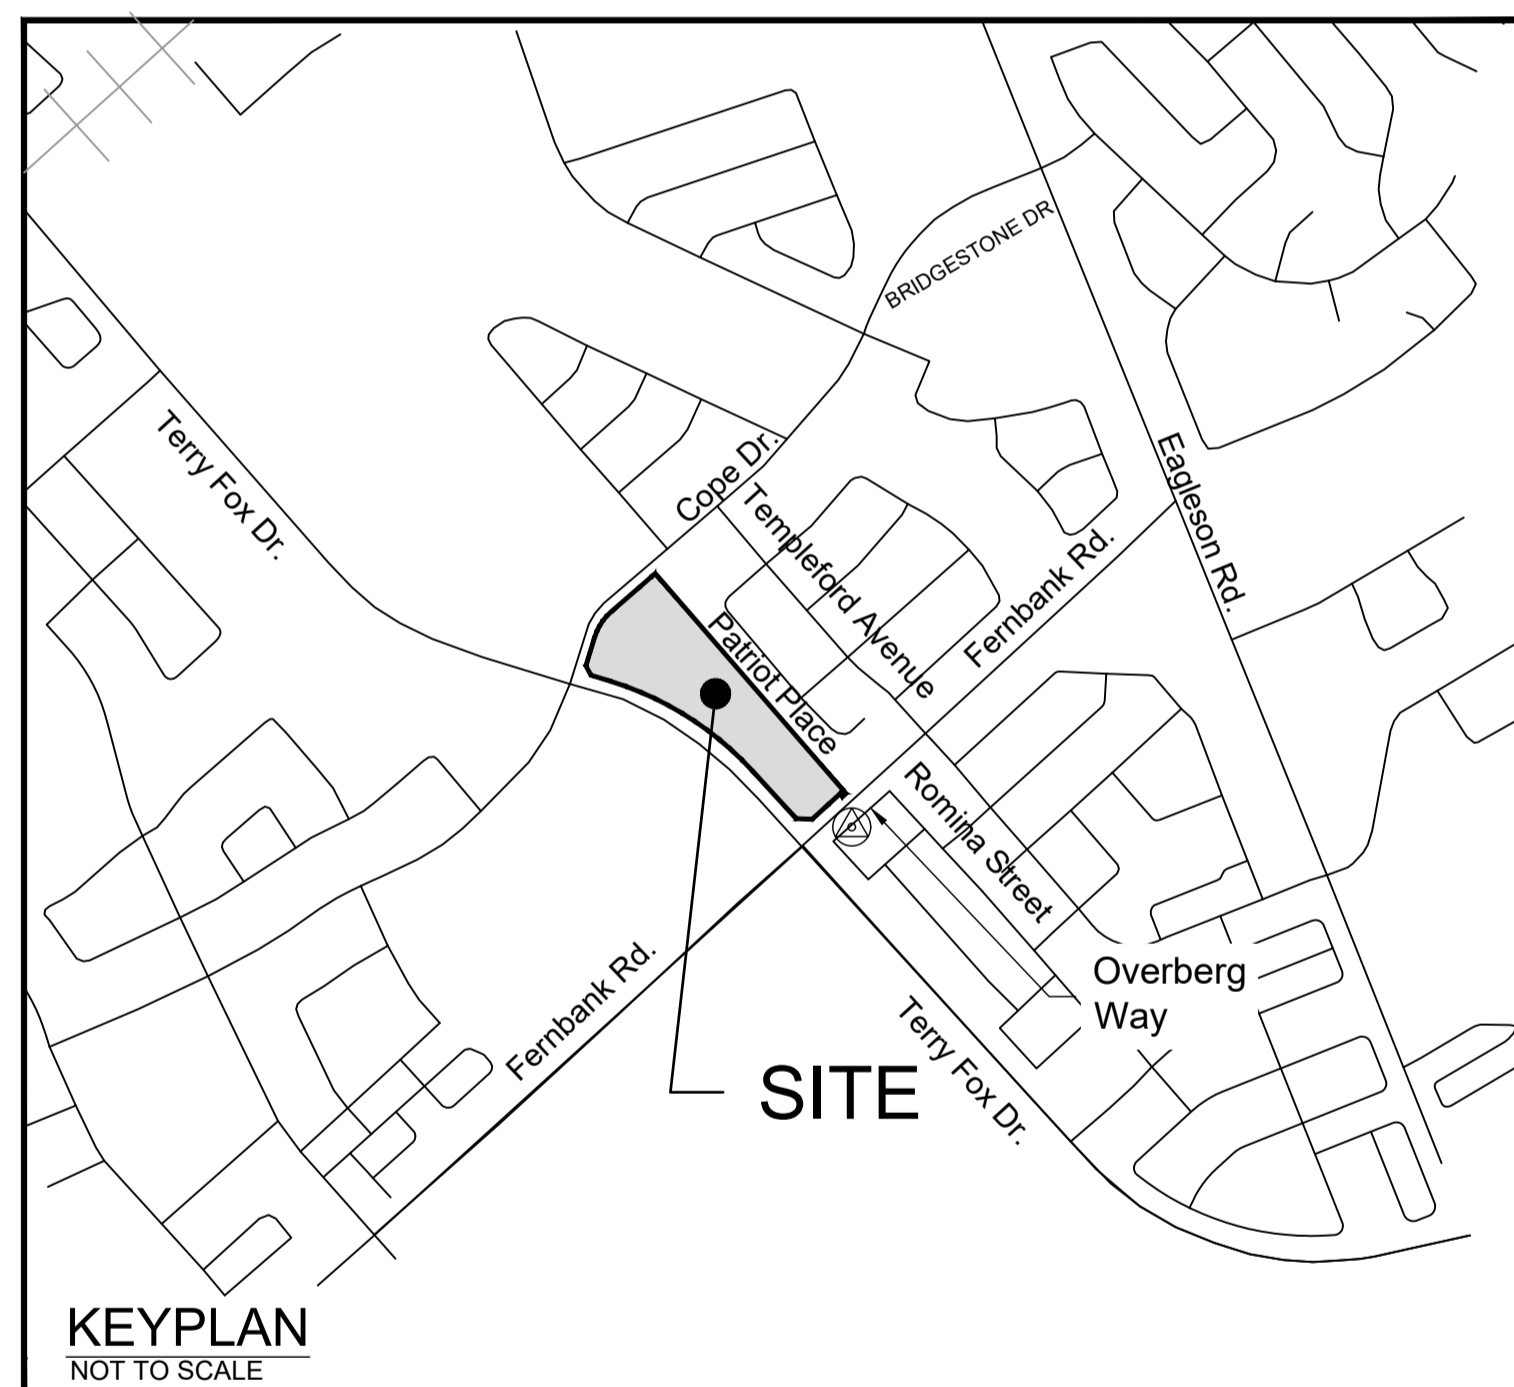 BRIDGESTONE DR
Terry Fox Dr.
Cope Dr.
Templeford Avenue
Eagleson Rd.
Fernbank Rd.
Patriot Place
Romina Street
Overberg
Way
Fernbank Rd.
Terry Fox Dr.
SITE
KEYPLAN
NOT TO SCALE